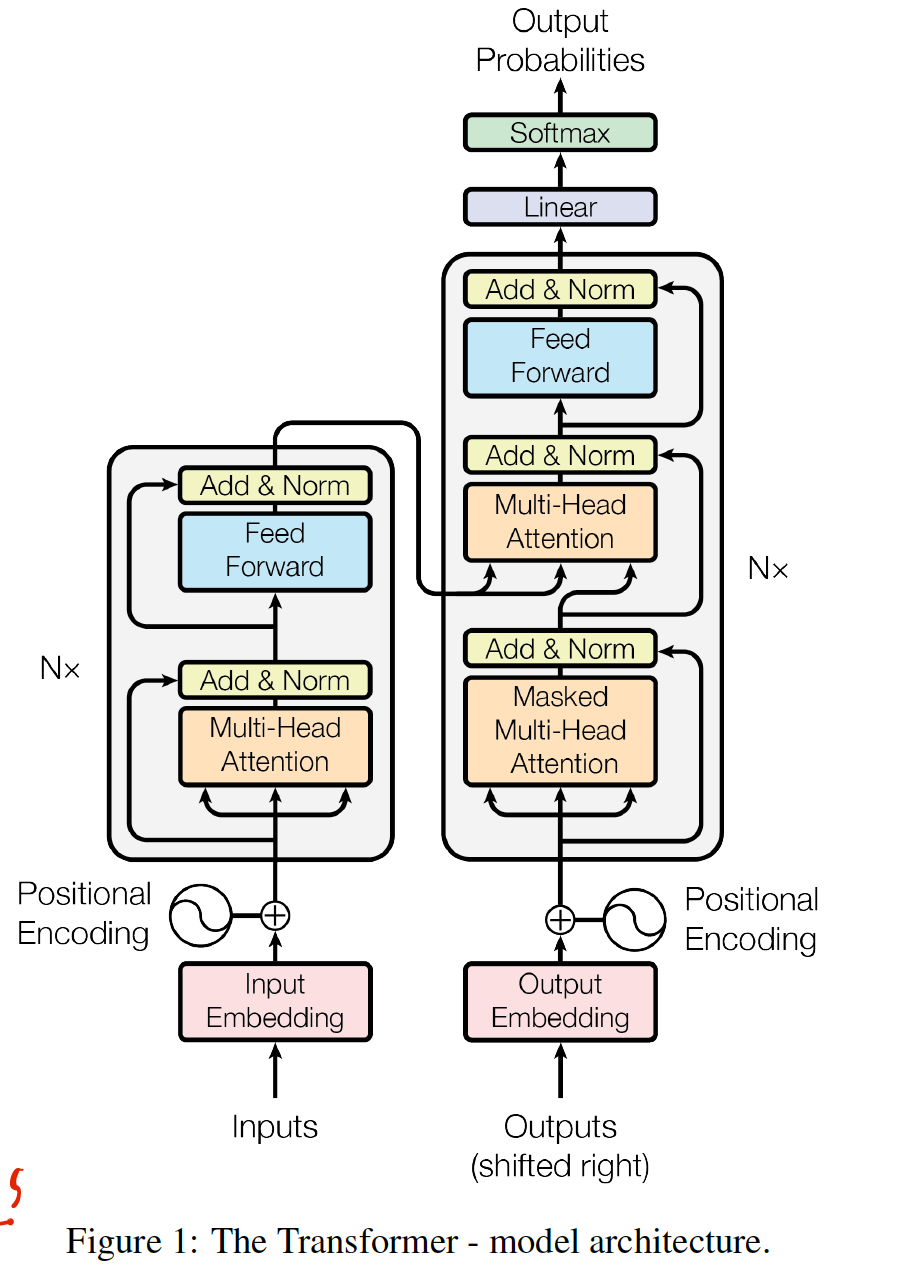 Output
Probabilities
Softmax
Linear
Add & Norm
Feed
Forward
Add & Norm
Multi-Head
Attention
Add & Norm
Masked
Multi-Head
Attention
N×
Positional
Encoding
Output
Embedding
Outputs
(shifted right)
Add & Norm
Feed
Forward
Add & Norm
Multi-Head
Attention
N×
Positional
Encoding
Input
Embedding
Inputs
Figure 1: The Transformer - model architecture.